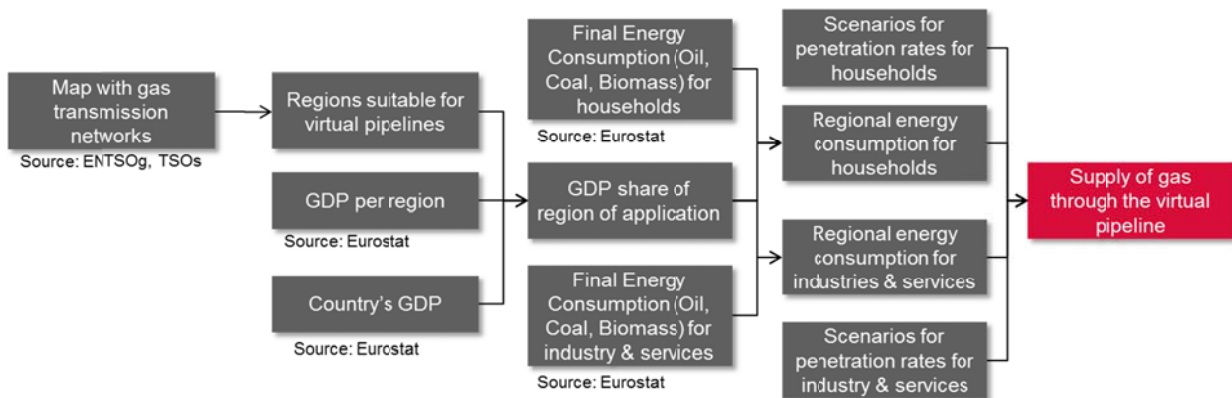 Map with gas
transmission
networks
Source: ENTSOg, TSOs
Regions suitable for
virtual pipelines
GDP per region
Source: Eurostat
Country's GDP
Source: Eurostat
Final Energy
Consumption (Oil,
Coal, Biomass) for
households
Source: Eurostat
GDP share of
region of application
Final Energy
Consumption (Oil,
Coal, Biomass) for
industry & services
Source: Eurostat
Scenarios for
penetration rates for
households
Regional energy
consumption for
households
Regional energy
consumption for
industries & services
Scenarios for
penetration rates for
industry & services
Supply of gas
through the virtual
pipeline